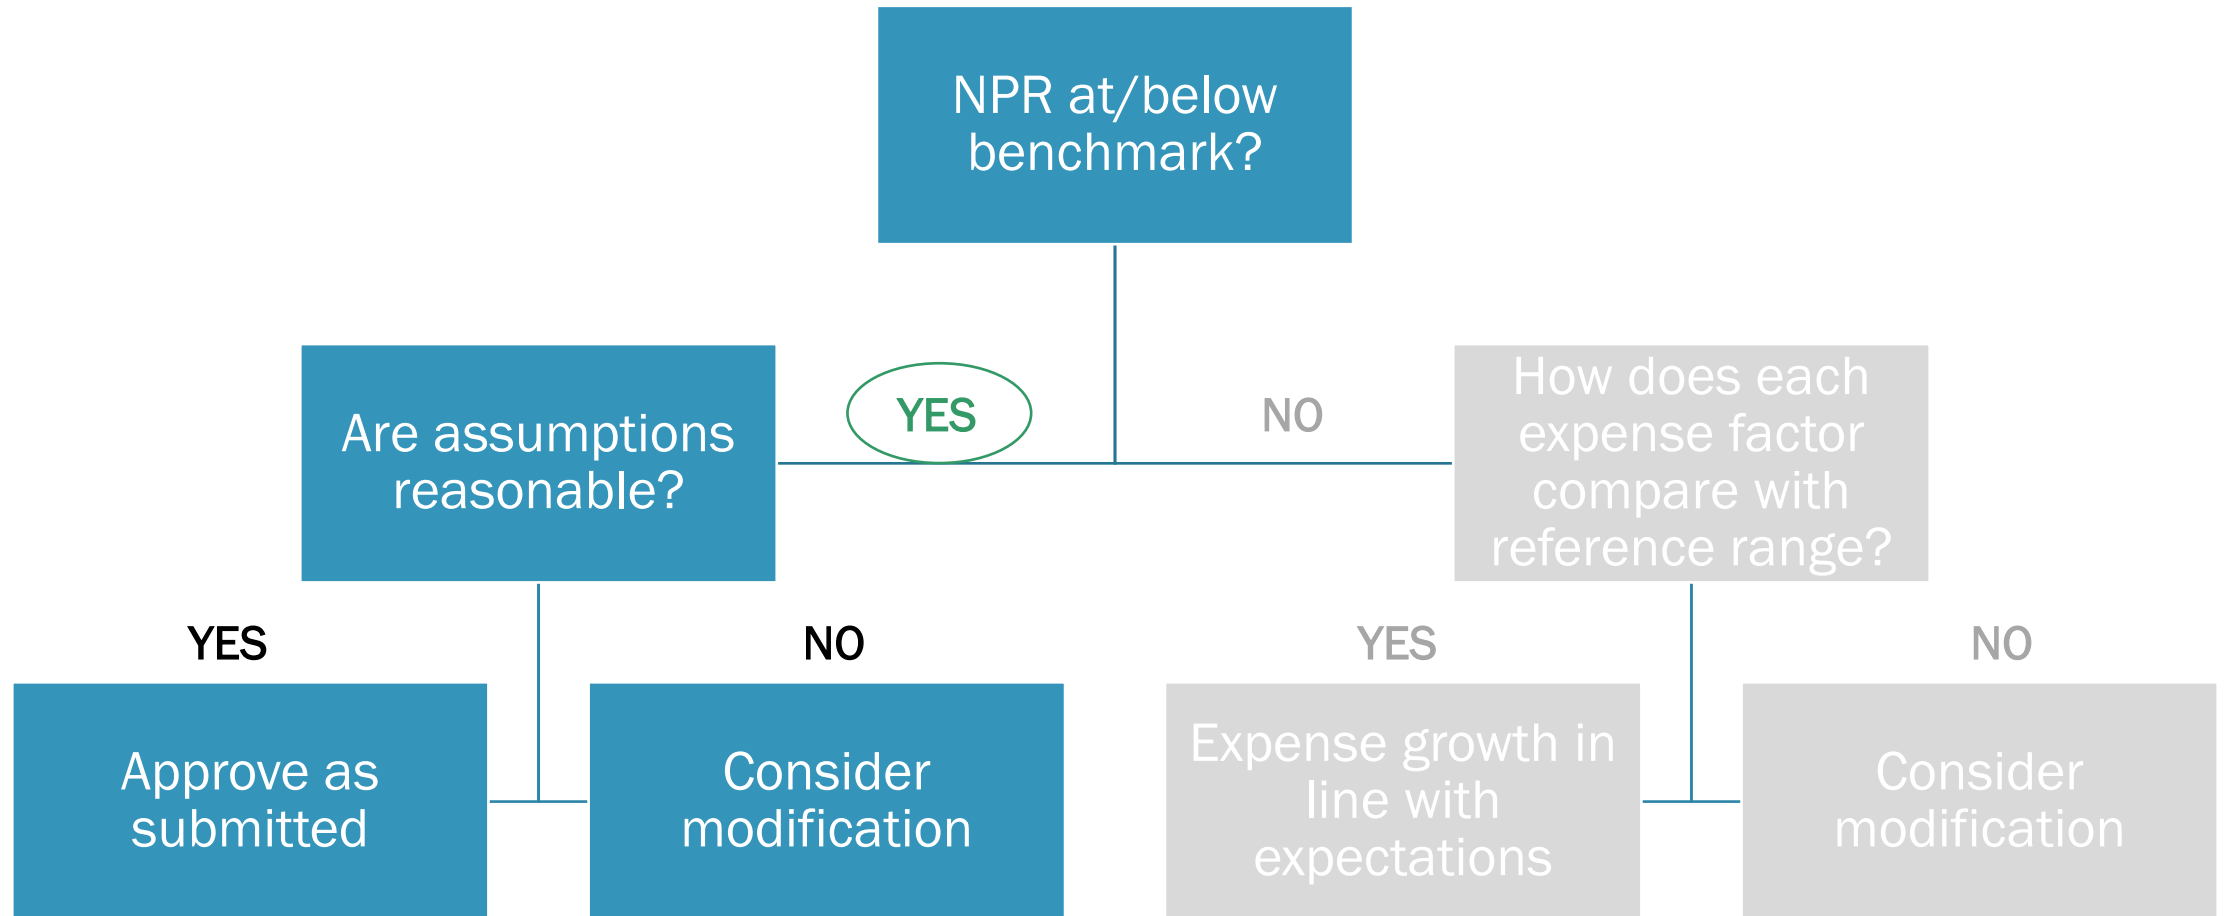 NPR at/below
benchmark?
Are assumptions
reasonable?
YES
NO
How does each
expense factor
compare with
reference range?
YES
NO
YES
NO
Approve as
submitted
Consider
modification
Expense growth in
line with
expectations
Consider
modification